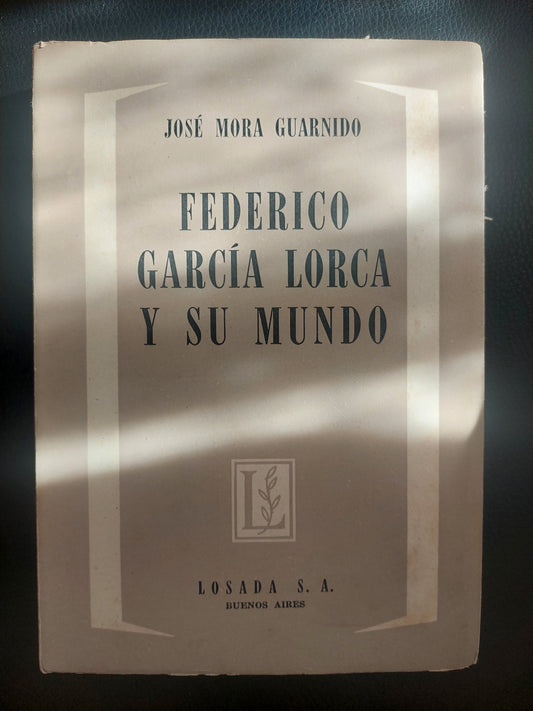 JOSÉ MORA GUARNIDO
FEDERICO
GARCÍA LORCA
Y SU MUNDO
L
LOSADA S. A.
BUENOS AIRES